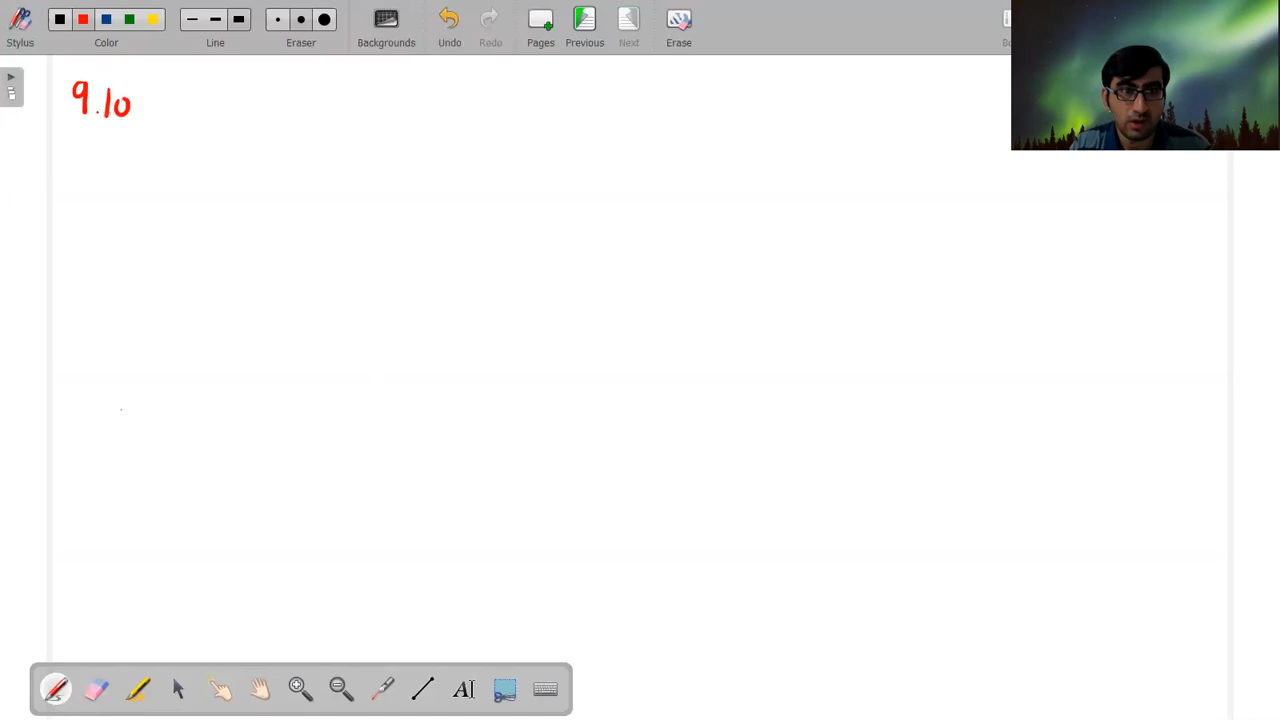 Stylus
Color
Line
Eraser
Backgrounds
Undo
Redo
Pages
Previous
Next
Erase
9.10